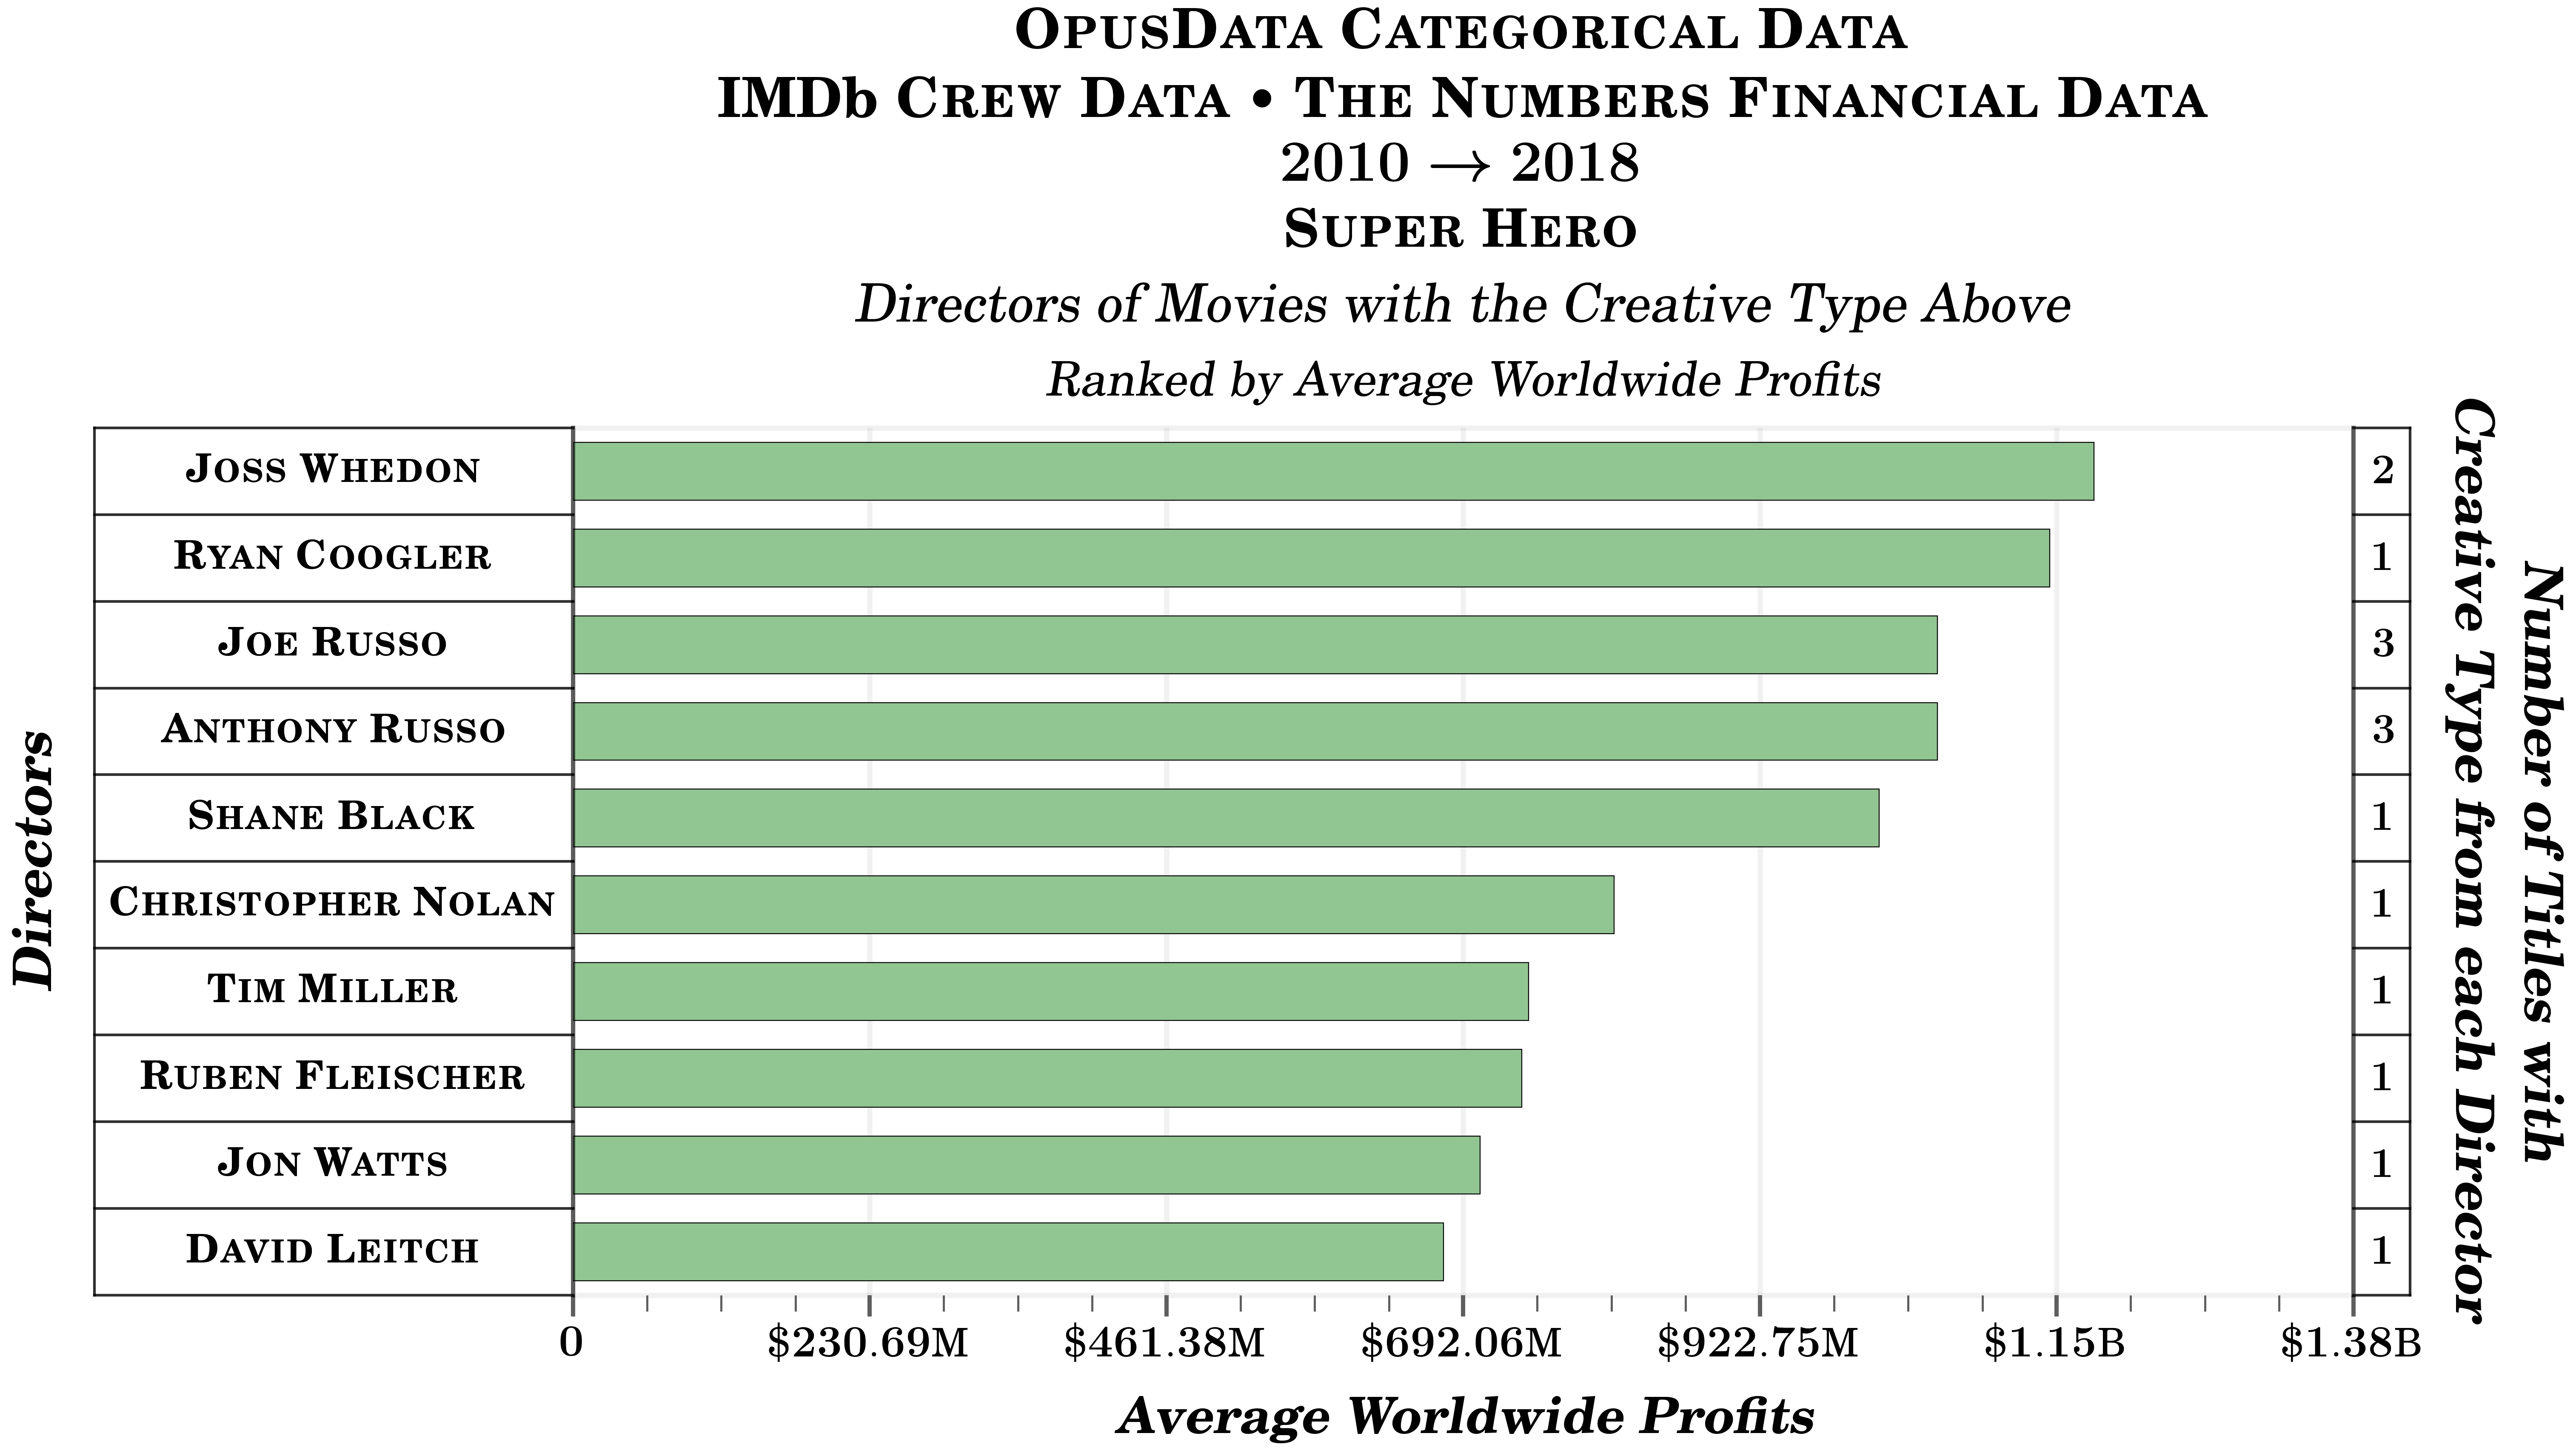 OpusData Categorical Data
IMDb Crew Data • The Numbers Financial Data
2010 → 2018
Super Hero
Directors of Movies with the Creative Type Above
Ranked by Average Worldwide Profits
Directors
Joss Whedon 2
Ryan Coogler 1
Joe Russo 3
Anthony Russo 3
Shane Black 1
Christopher Nolan 1
Tim Miller 1
Ruben Fleischer 1
Jon Watts 1
David Leitch 1
Number of Titles with
Creative Type from each Director
0 $230.69M $461.38M $692.06M $922.75M $1.15B $1.38B
Average Worldwide Profits